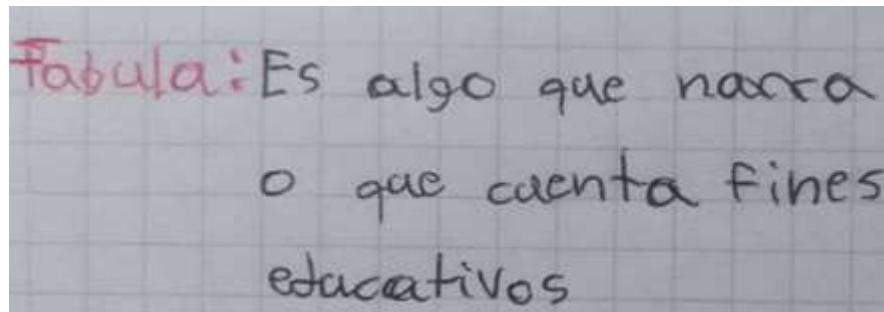 Fabula: Es algo que narra
o que cuenta fines
educativos